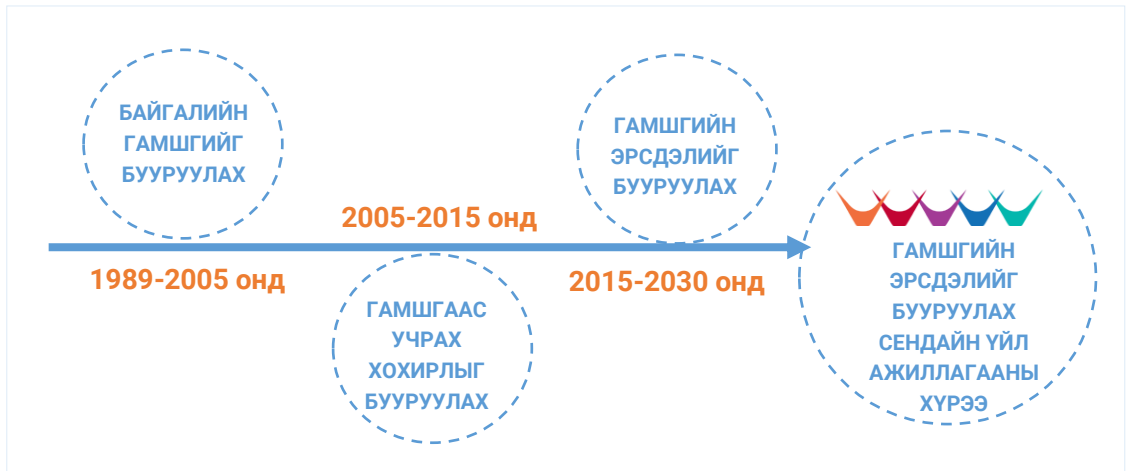 БАЙГАЛИЙН
ГАМШГИЙГ
БУУРУУЛАХ
1989-2005 онд
2005-2015 онд
ГАМШГААС
УЧРАХ
ХОХИРЛЫГ
БУУРУУЛАХ
ГАМШГИЙН
ЭРСДЭЛИЙГ
БУУРУУЛАХ
2015-2030 онд
ГАМШГИЙН
ЭРСДЭЛИЙГ
БУУРУУЛАХ
СЕНДАЙН ҮЙЛ
АЖИЛЛАГААНЫ
ХҮРЭЭ